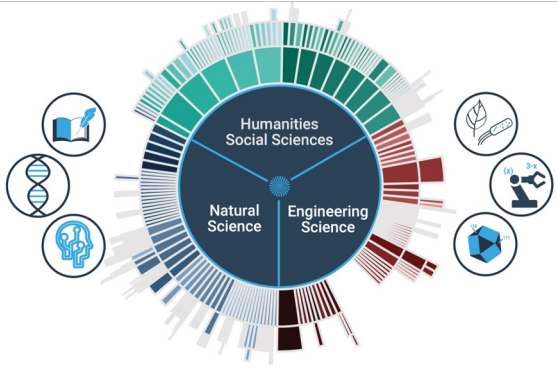 Humanities
Social Sciences
Natural
Science
Engineering
Science
(x)
3-x